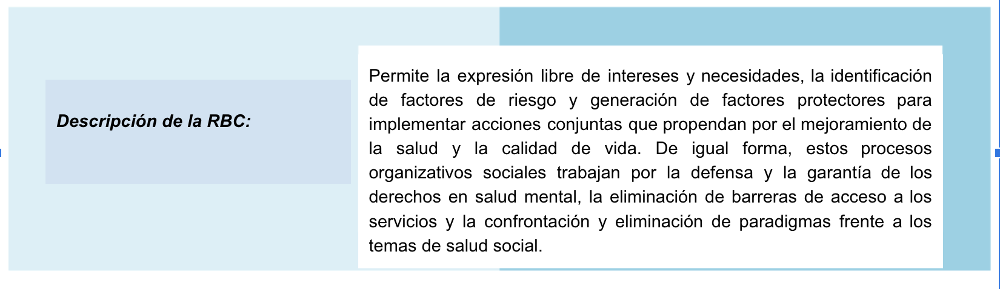 Descripción de la RBC:
Permite la expresión libre de intereses y necesidades, la identificación
de factores de riesgo y generación de factores protectores para
implementar acciones conjuntas que propendan por el mejoramiento de
la salud y la calidad de vida. De igual forma, estos procesos
organizativos sociales trabajan por la defensa y la garantía de los
derechos en salud mental, la eliminación de barreras de acceso a los
servicios y la confrontación y eliminación de paradigmas frente a los
temas de salud social.